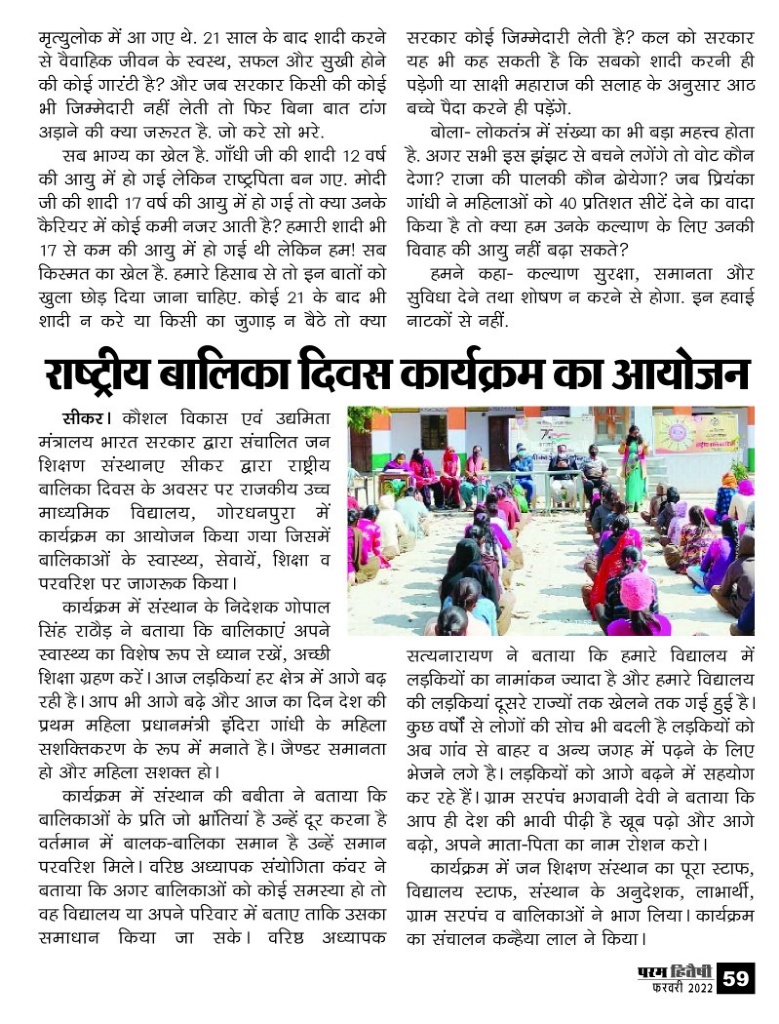 मृत्युलोक में आ गए थे. 21 साल के बाद शादी करने
से वैवाहिक जीवन के स्वस्थ, सफल और सुखी होने
की कोई गारंटी है? और जब सरकार किसी की कोई
भी जिम्मेदारी नहीं लेती तो फिर बिना बात टांग
अड़ाने की क्या जरूरत है. जो करे सो भरे.
सब भाग्य का खेल है. गाँधी जी की शादी 12 वर्ष
की आयु में हो गई लेकिन राष्ट्रपिता बन गए. मोदी
जी की शादी 17 वर्ष की आयु में हो गई तो क्या उनके
कैरियर में कोई कमी नजर आती है? हमारी शादी भी
17 से कम की आयु में हो गई थी लेकिन हम! सब
किस्मत का खेल है. हमारे हिसाब से तो इन बातों को
खुला छोड़ दिया जाना चाहिए. कोई 21 के बाद भी
शादी न करे या किसी का जुगाड़ न बैठे तो क्या
सरकार कोई जिम्मेदारी लेती है? कल को सरकार
यह भी कह सकती है कि सबको शादी करनी ही
पड़ेगी या साक्षी महाराज की सलाह के अनुसार आठ
बच्चे पैदा करने ही पड़ेंगे.
बोला- लोकतंत्र में संख्या का भी बड़ा महत्त्व होता
है. अगर सभी इस झंझट से बचने लगेंगे तो वोट कौन
देगा? राजा की पालकी कौन ढोयेगा? जब प्रियंका
गांधी ने महिलाओं को 40 प्रतिशत सीटें देने का वादा
किया है तो क्या हम उनके कल्याण के लिए उनकी
विवाह की आयु नहीं बढ़ा सकते?
हमने कहा- कल्याण सुरक्षा, समानता और
सुविधा देने तथा शोषण न करने से होगा. इन हवाई
नाटकों से नहीं.
राष्ट्रीय बालिका दिवस कार्यक्रम का आयोजन
सीकर। कौशल विकास एवं उद्यमिता
मंत्रालय भारत सरकार द्वारा संचालित जन
शिक्षण संस्थानए सीकर द्वारा राष्ट्रीय
बालिका दिवस के अवसर पर राजकीय उच्च
माध्यमिक विद्यालय, गोरधनपुरा में
कार्यक्रम का आयोजन किया गया जिसमें
बालिकाओं के स्वास्थ्य, सेवायें, शिक्षा व
परवरिश पर जागरूक किया।
कार्यक्रम में संस्थान के निदेशक गोपाल
सिंह राठौड़ ने बताया कि बालिकाएं अपने
स्वास्थ्य का विशेष रूप से ध्यान रखें, अच्छी
शिक्षा ग्रहण करें। आज लड़कियां हर क्षेत्र में आगे बढ़
रही है। आप भी आगे बढ़े और आज का दिन देश की
प्रथम महिला प्रधानमंत्री इंदिरा गांधी के महिला
सशक्तिकरण के रूप में मनाते है। जैण्डर समानता
हो और महिला सशक्त हो।
कार्यक्रम में संस्थान की बबीता ने बताया कि
बालिकाओं के प्रति जो भ्रांतियां है उन्हें दूर करना है
वर्तमान में बालक-बालिका समान है उन्हें समान
परवरिश मिले। वरिष्ठ अध्यापक संयोगिता कंवर ने
बताया कि अगर बालिकाओं को कोई समस्या हो तो
वह विद्यालय या अपने परिवार में बताए ताकि उसका
समाधान किया जा सके। वरिष्ठ अध्यापक
सत्यनारायण ने बताया कि हमारे विद्यालय में
लड़कियों का नामांकन ज्यादा है और हमारे विद्यालय
की लड़कियां दूसरे राज्यों तक खेलने तक गई हुई है।
कुछ वर्षों से लोगों की सोच भी बदली है लड़कियों को
अब गांव से बाहर व अन्य जगह में पढ़ने के लिए
भेजने लगे है। लड़कियों को आगे बढ़ने में सहयोग
कर रहे हैं। ग्राम सरपंच भगवानी देवी ने बताया कि
आप ही देश की भावी पीढ़ी है खूब पढ़ो और आगे
बढ़ो, अपने माता-पिता का नाम रोशन करो।
कार्यक्रम में जन शिक्षण संस्थान का पूरा स्टाफ,
विद्यालय स्टाफ, संस्थान के अनुदेशक, लाभार्थी,
ग्राम सरपंच व बालिकाओं ने भाग लिया। कार्यक्रम
का संचालन कन्हैया लाल ने किया।
परम हितैषी
फरवरी 2022
59